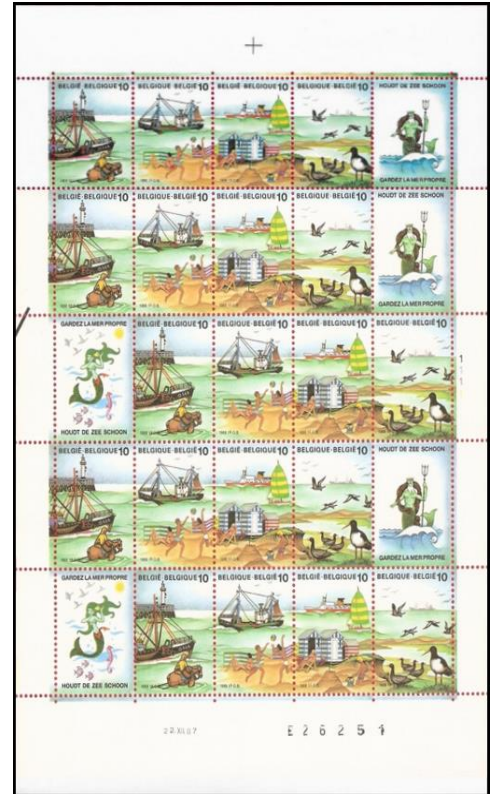 BELGIË-BELGIQUE 10 BELGIQUE-BELGIË 10 BELGIË-BELGIQUE 10 BELGIQUE-BELGIË 10 HOUDT DE ZEE SCHOON
GARDEZ LA MER PROPRE
BELGIË-BELGIQUE 10 BELGIQUE-BELGIË 10 BELGIË-BELGIQUE 10 BELGIQUE-BELGIË 10 HOUDT DE ZEE SCHOON
GARDEZ LA MER PROPRE
GARDEZ LA MER PROPRE BELGIË-BELGIQUE 10 BELGIQUE-BELGIË 10 BELGIË-BELGIQUE 10 BELGIQUE-BELGIË 10
HOUDT DE ZEE SCHOON
BELGIË-BELGIQUE 10 BELGIQUE-BELGIË 10 BELGIË-BELGIQUE 10 BELGIQUE-BELGIË 10 HOUDT DE ZEE SCHOON
GARDEZ LA MER PROPRE
GARDEZ LA MER PROPRE BELGIË-BELGIQUE 10 BELGIQUE-BELGIË 10 BELGIË-BELGIQUE 10 BELGIQUE-BELGIË 10
HOUDT DE ZEE SCHOON
E26251